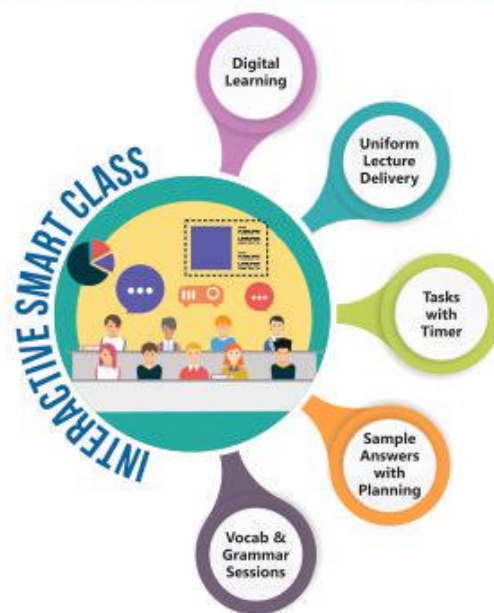 INTERACTIVE SMART CLASS
Digital
Learning
Uniform
Lecture
Delivery
Tasks
with
Timer
Sample
Answers
with
Planning
Vocab &
Grammar
Sessions